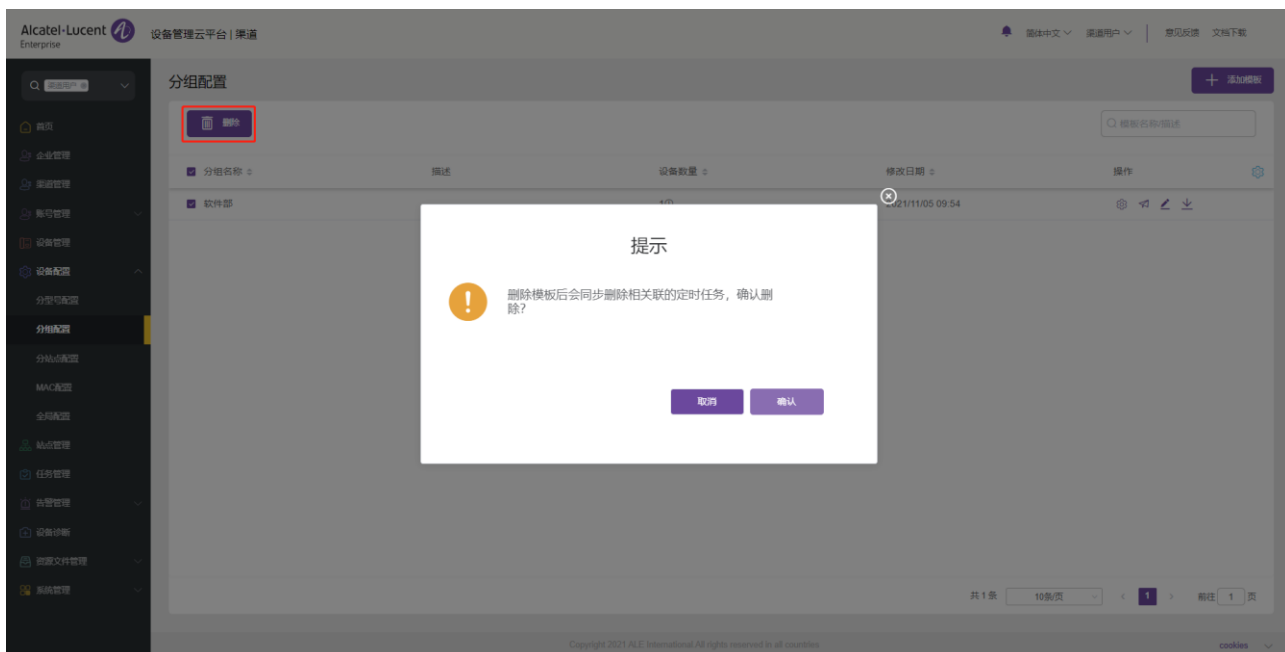 Alcatel-Lucent
Enterprise
设备管理云平台 | 渠道
简体中文
渠道用户
意见反馈
文档下载
渠道用户
分组配置
添加模板
首页
删除
模板名称/描述
企业管理
渠道管理
分组名称
描述
设备数量
修改日期
操作
账号管理
软件部
1
2021/11/05 09:54
设备管理
提示
设备配置
删除模板后会同步删除相关联的定时任务，确认删
除?
分型号配置
分组配置
分站点配置
MAC配置
取消
确认
全局配置
站点管理
任务管理
告警管理
设备诊断
资源文件管理
系统管理
共 1 条
10条/页
1
前往 1 页
Copyright 2021 ALE International All rights reserved in all countries
cookies